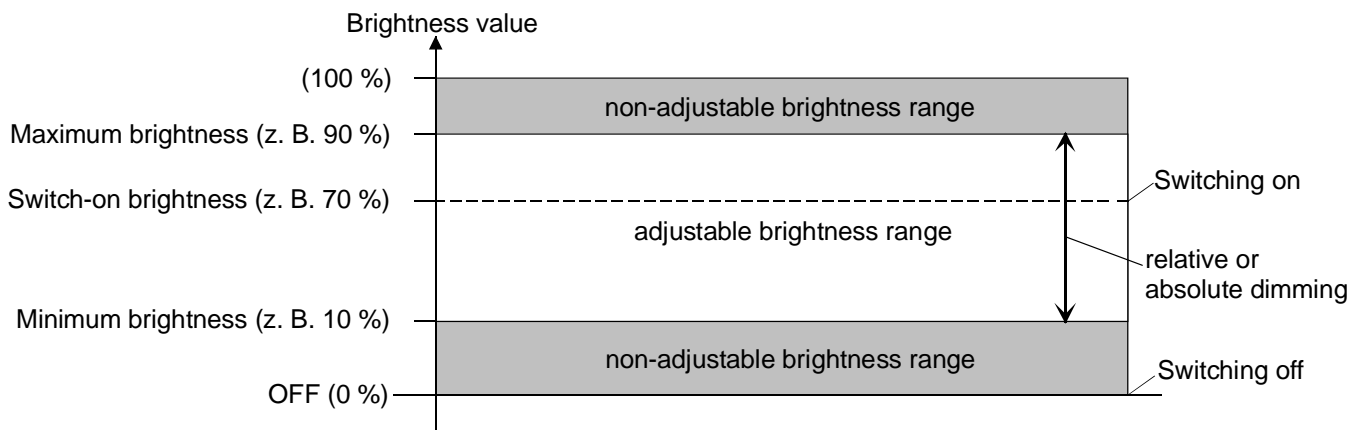 Brightness value
(100 %)
non-adjustable brightness range
Maximum brightness (z. B. 90 %)
Switching on
Switch-on brightness (z. B. 70 %)
adjustable brightness range
relative or
absolute dimming
Minimum brightness (z. B. 10 %)
non-adjustable brightness range
Switching off
OFF (0 %)